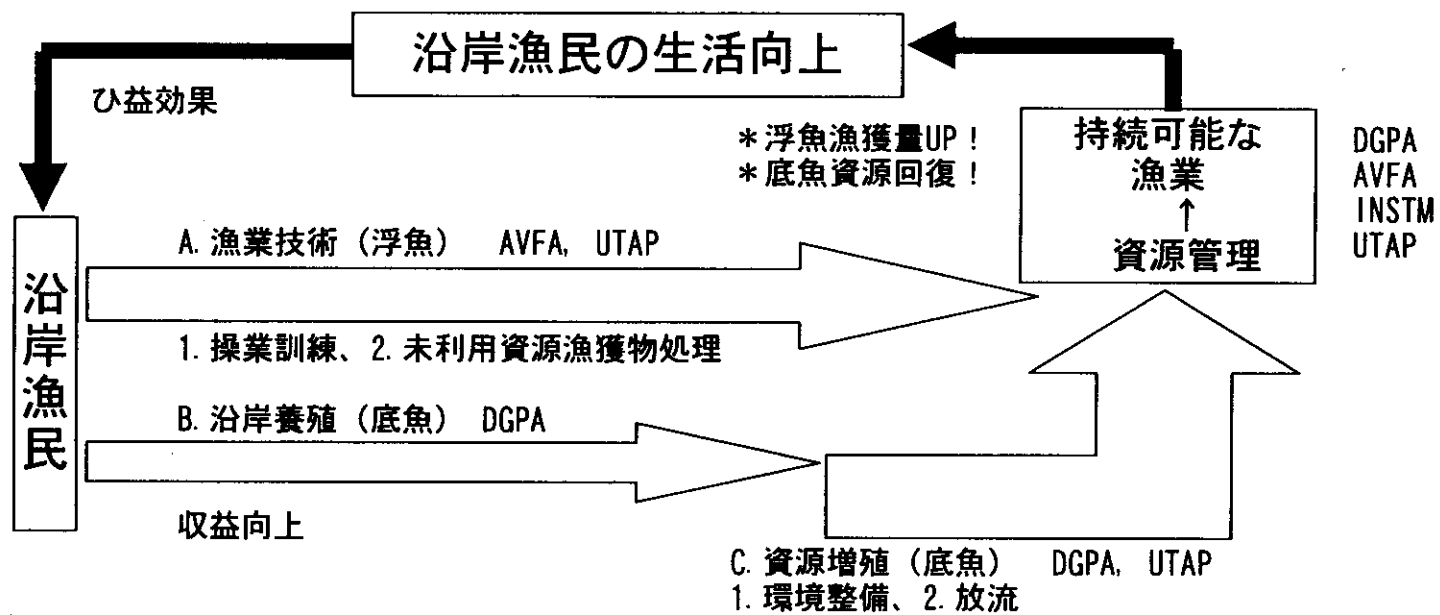 沿岸漁民の生活向上
ひ益効果
*浮魚漁獲量UP!
*底魚資源回復!
持続可能な
漁業
↑
資源管理
DGPA
AVFA
INSTM
UTAP
沿岸漁民
A. 漁業技術（浮魚） AVFA, UTAP
1. 操業訓練、2. 未利用資源漁獲物処理
B. 沿岸養殖（底魚） DGPA
収益向上
C. 資源増殖（底魚） DGPA, UTAP
1. 環境整備、2. 放流